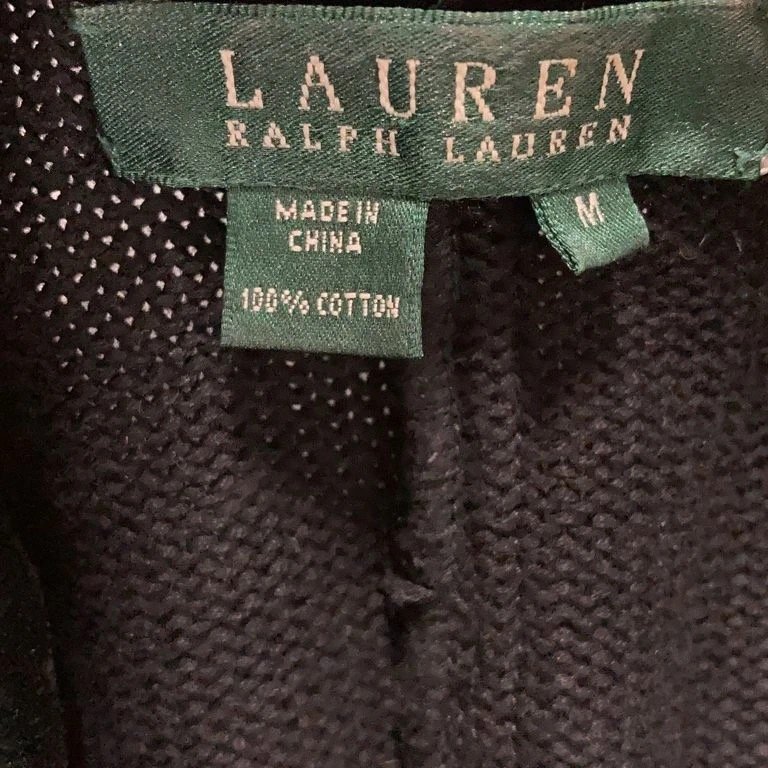 LAUREN
RALPH LAUREN
MADE IN
CHINA
100% COTTON
M